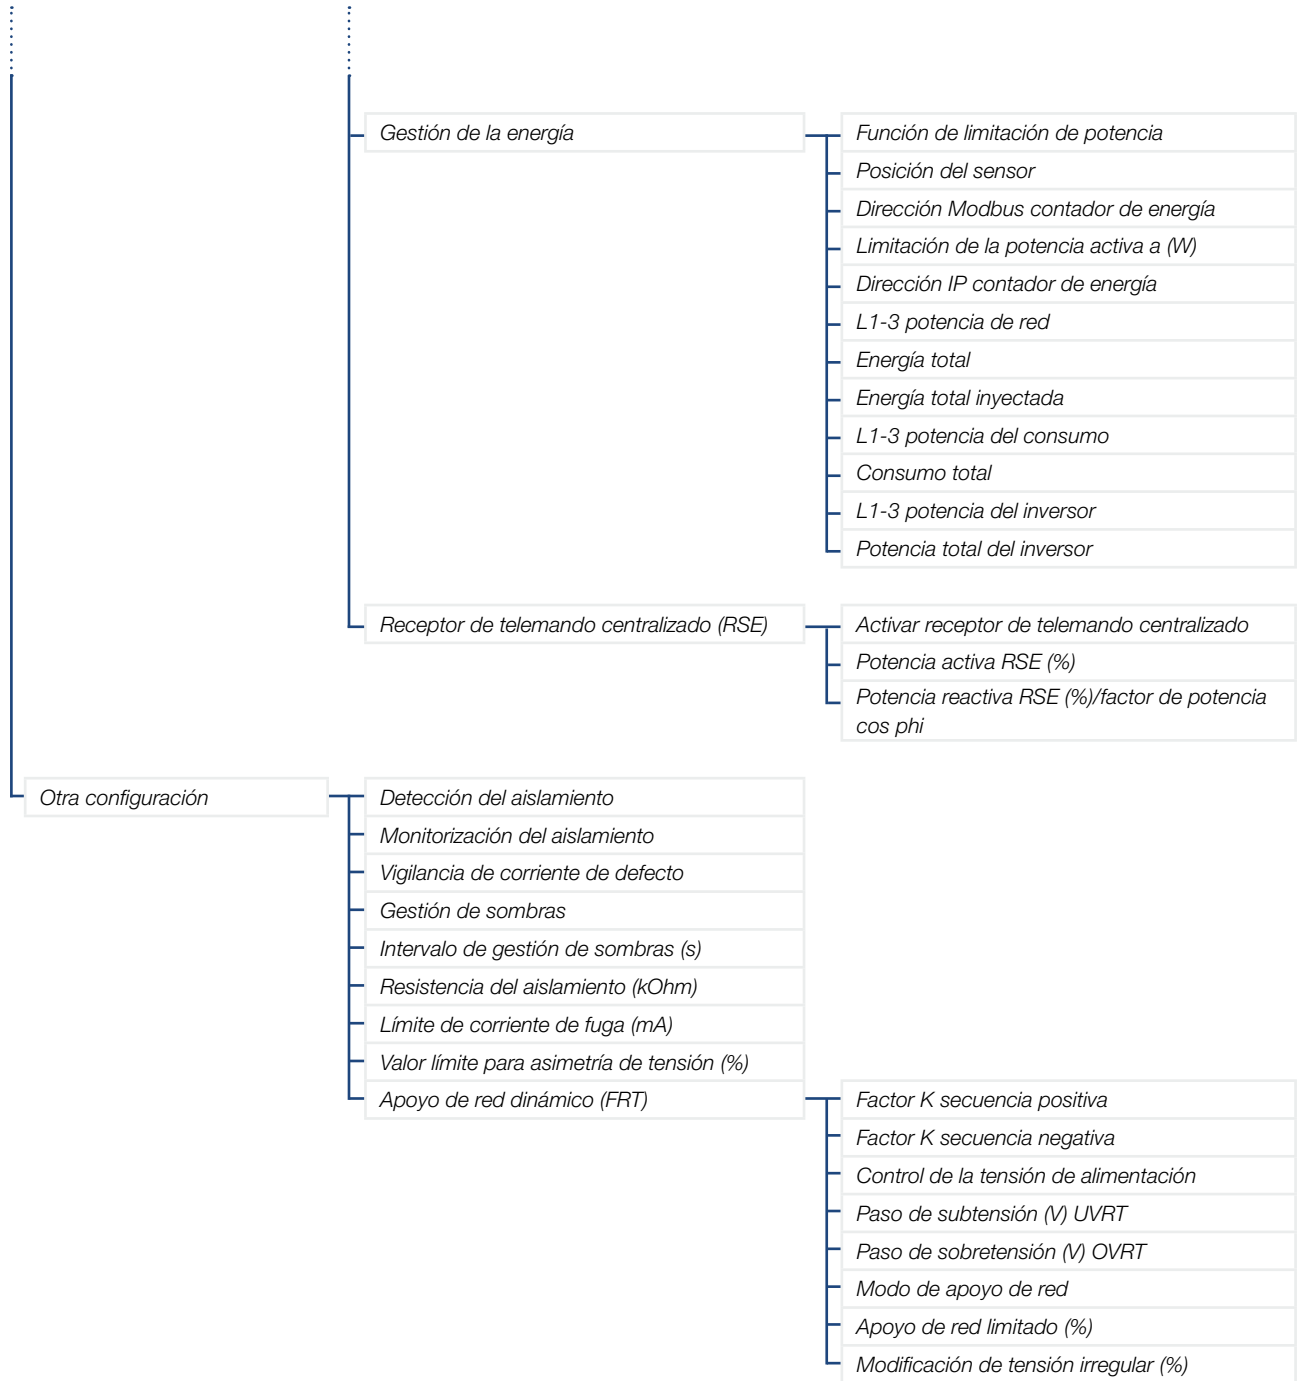 Gestión de la energía
Función de limitación de potencia
Posición del sensor
Dirección Modbus contador de energía
Limitación de la potencia activa a (W)
Dirección IP contador de energía
L1-3 potencia de red
Energía total
Energía total inyectada
L1-3 potencia del consumo
Consumo total
L1-3 potencia del inversor
Potencia total del inversor
Receptor de telemando centralizado (RSE)
Activar receptor de telemando centralizado
Potencia activa RSE (%)
Potencia reactiva RSE (%)/factor de potencia
cos phi
Otra configuración
Detección del aislamiento
Monitorización del aislamiento
Vigilancia de corriente de defecto
Gestión de sombras
Intervalo de gestión de sombras (s)
Resistencia del aislamiento (kOhm)
Límite de corriente de fuga (mA)
Valor límite para asimetría de tensión (%)
Apoyo de red dinámico (FRT)
Factor K secuencia positiva
Factor K secuencia negativa
Control de la tensión de alimentación
Paso de subtensión (V) UVRT
Paso de sobretensión (V) OVRT
Modo de apoyo de red
Apoyo de red limitado (%)
Modificación de tensión irregular (%)